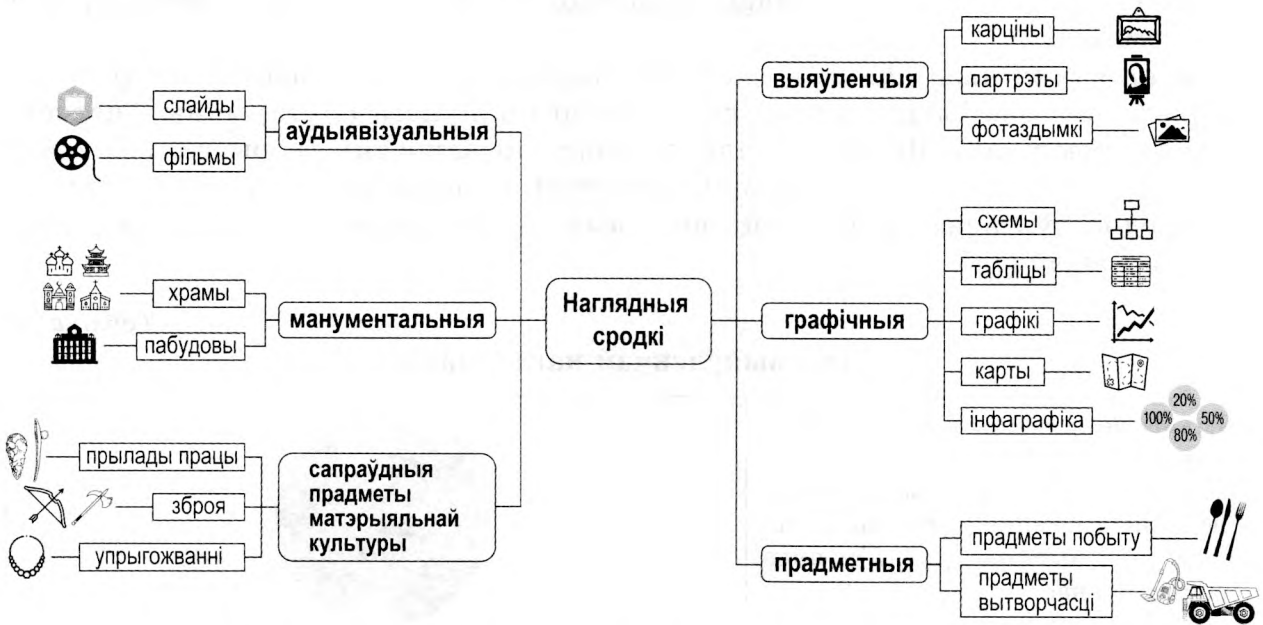 Наглядныя
сродкі
аўдыявізуальныя
слайды
фільмы
манументальныя
храмы
пабудовы
сапраўдныя
прадметы
матэрыяльнай
культуры
прылады працы
зброя
упрыгожванні
выяўленчыя
карціны
партрэты
фотаздымкі
графічныя
схемы
табліцы
графікі
карты
інфаграфіка
20%
100%
50%
80%
прадметныя
прадметы побыту
прадметы
вытворчасці